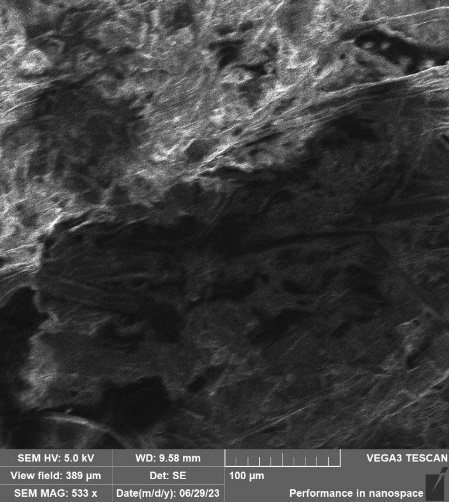 SEM HV: 5.0 kV
WD: 9.58 mm
VEGA3 TESCAN
View field: 389 µm
Det: SE
100 µm
SEM MAG: 533 x
Date(m/d/y): 06/29/23
Performance in nanospace